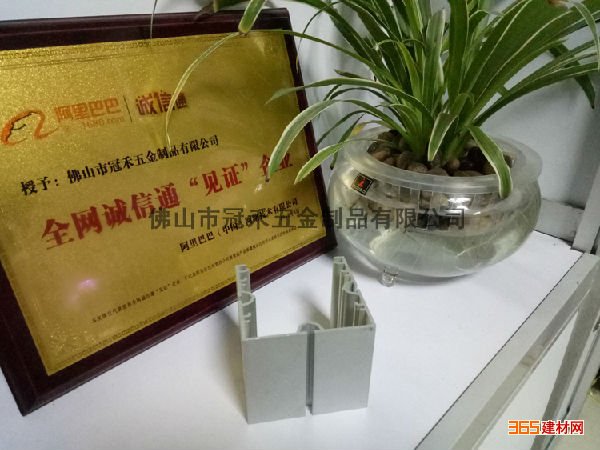 阿里巴巴 诚信通
授予：佛山市冠禾五金制品有限公司
全网诚信通“见证”企业
佛山市冠禾五金制品有限公司
阿里巴巴（中国）
365建材网